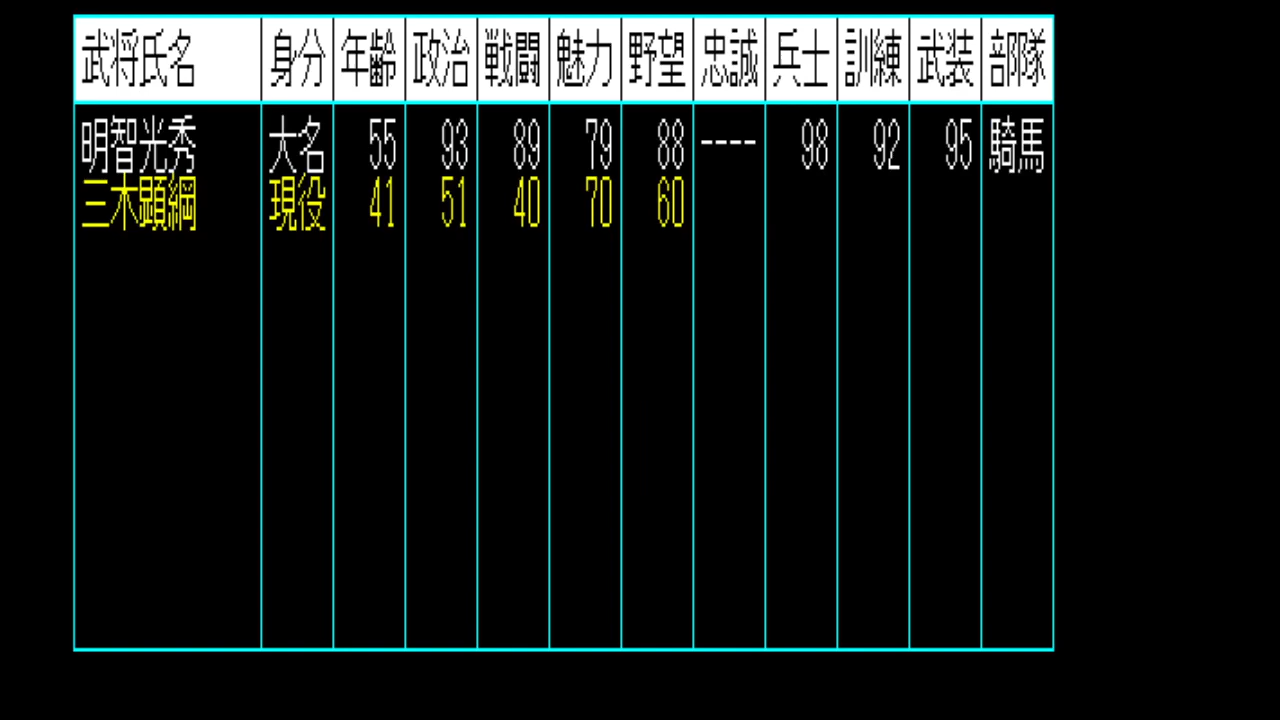 武将氏名 身分 年齢 政治 戦闘 魅力 野望 忠誠 兵士 訓練 武装 部隊
明智光秀 大名 55 93 89 79 88 ---- 98 92 95 騎馬
三木顕綱 現役 41 51 40 70 60